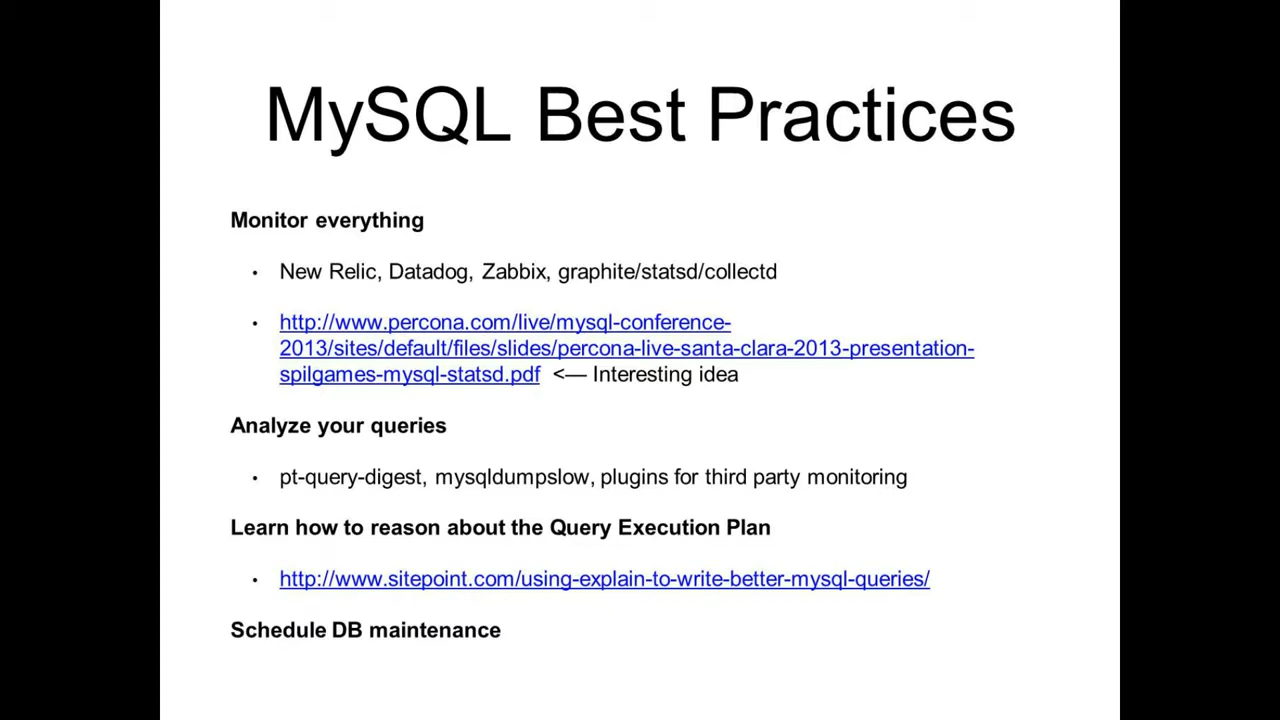 MySQL Best Practices
Monitor everything
• New Relic, Datadog, Zabbix, graphite/statsd/collectd
• http://www.percona.com/live/mysql-conference-
2013/sites/default/files/slides/percona-live-santa-clara-2013-presentation-
spilgames-mysql-statsd.pdf <— Interesting idea
Analyze your queries
• pt-query-digest, mysqldumpslow, plugins for third party monitoring
Learn how to reason about the Query Execution Plan
• http://www.sitepoint.com/using-explain-to-write-better-mysql-queries/
Schedule DB maintenance